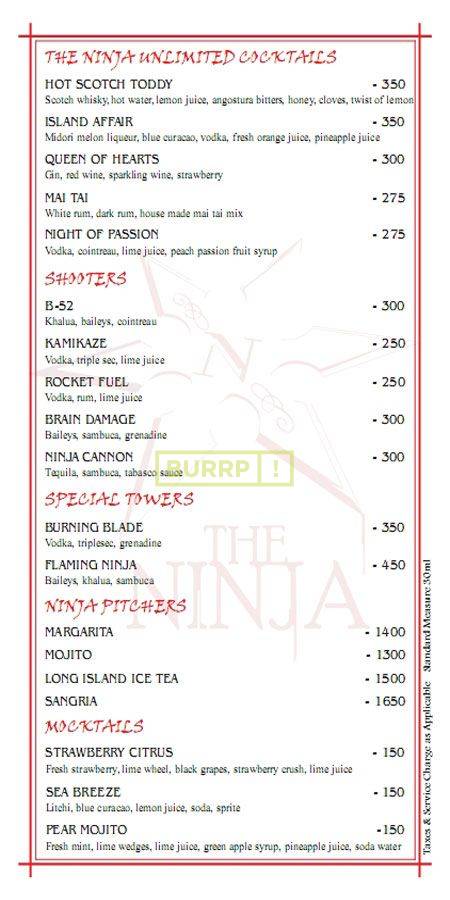 THE NINJA UNLIMITED COCKTAILS
HOT SCOTCH TODDY - 350
Scotch whisky, hot water, lemon juice, angostura bitters, honey, cloves, twist of lemon
ISLAND AFFAIR - 350
Midori melon liqueur, blue curacao, vodka, fresh orange juice, pineapple juice
QUEEN OF HEARTS - 300
Gin, red wine, sparkling wine, strawberry
MAI TAI - 275
White rum, dark rum, house made mai tai mix
NIGHT OF PASSION - 275
Vodka, cointreau, lime juice, peach passion fruit syrup
SHOOTERS
B-52 - 300
Khalua, baileys, cointreau
KAMIKAZE - 250
Vodka, triple sec, lime juice
ROCKET FUEL - 250
Vodka, rum, lime juice
BRAIN DAMAGE - 300
Baileys, sambuca, grenadine
NINJA CANNON - 300
Tequila, sambuca, tabasco sauce
BURRP!
SPECIAL TOWERS
BURNING BLADE - 350
Vodka, triplesec, grenadine
FLAMING NINJA - 450
Baileys, khalua, sambuca
N
THE
NINJA
NINJA PITCHERS
MARGARITA - 1400
MOJITO - 1300
LONG ISLAND ICE TEA - 1500
SANGRIA - 1650
MOCKTAILS
STRAWBERRY CITRUS - 150
Fresh strawberry, lime wheel, black grapes, strawberry crush, lime juice
SEA BREEZE - 150
Litchi, blue curacao, lemon juice, soda, sprite
PEAR MOJITO -150
Fresh mint, lime wedges, lime juice, green apple syrup, pineapple juice, soda water
Taxes & Service Charge as Applicable Standard Measure 30ml